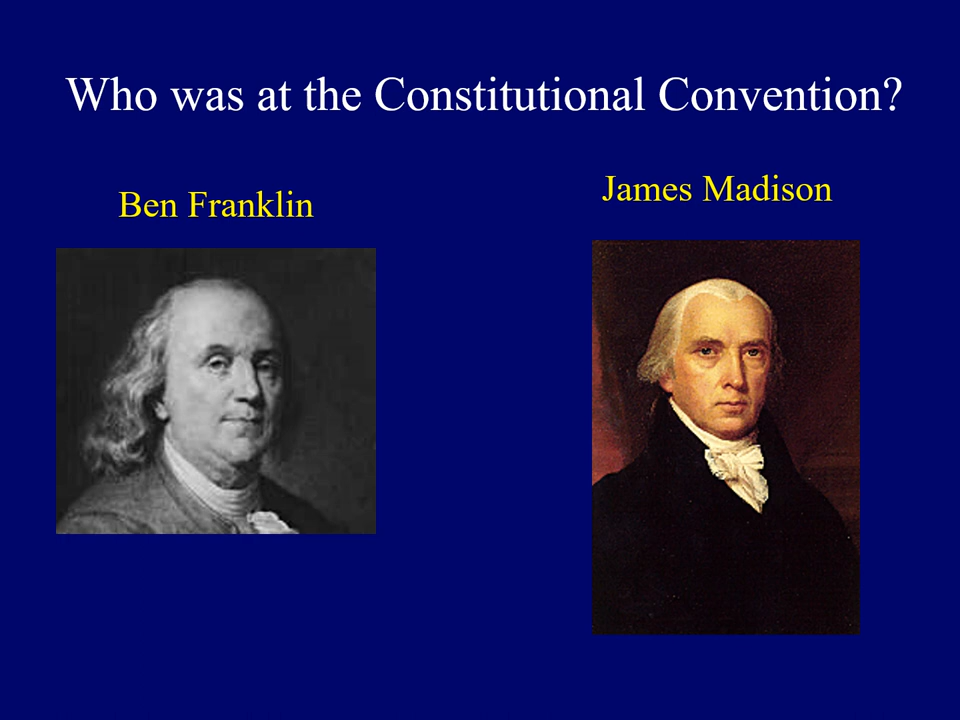 Who was at the Constitutional Convention?
Ben Franklin
James Madison